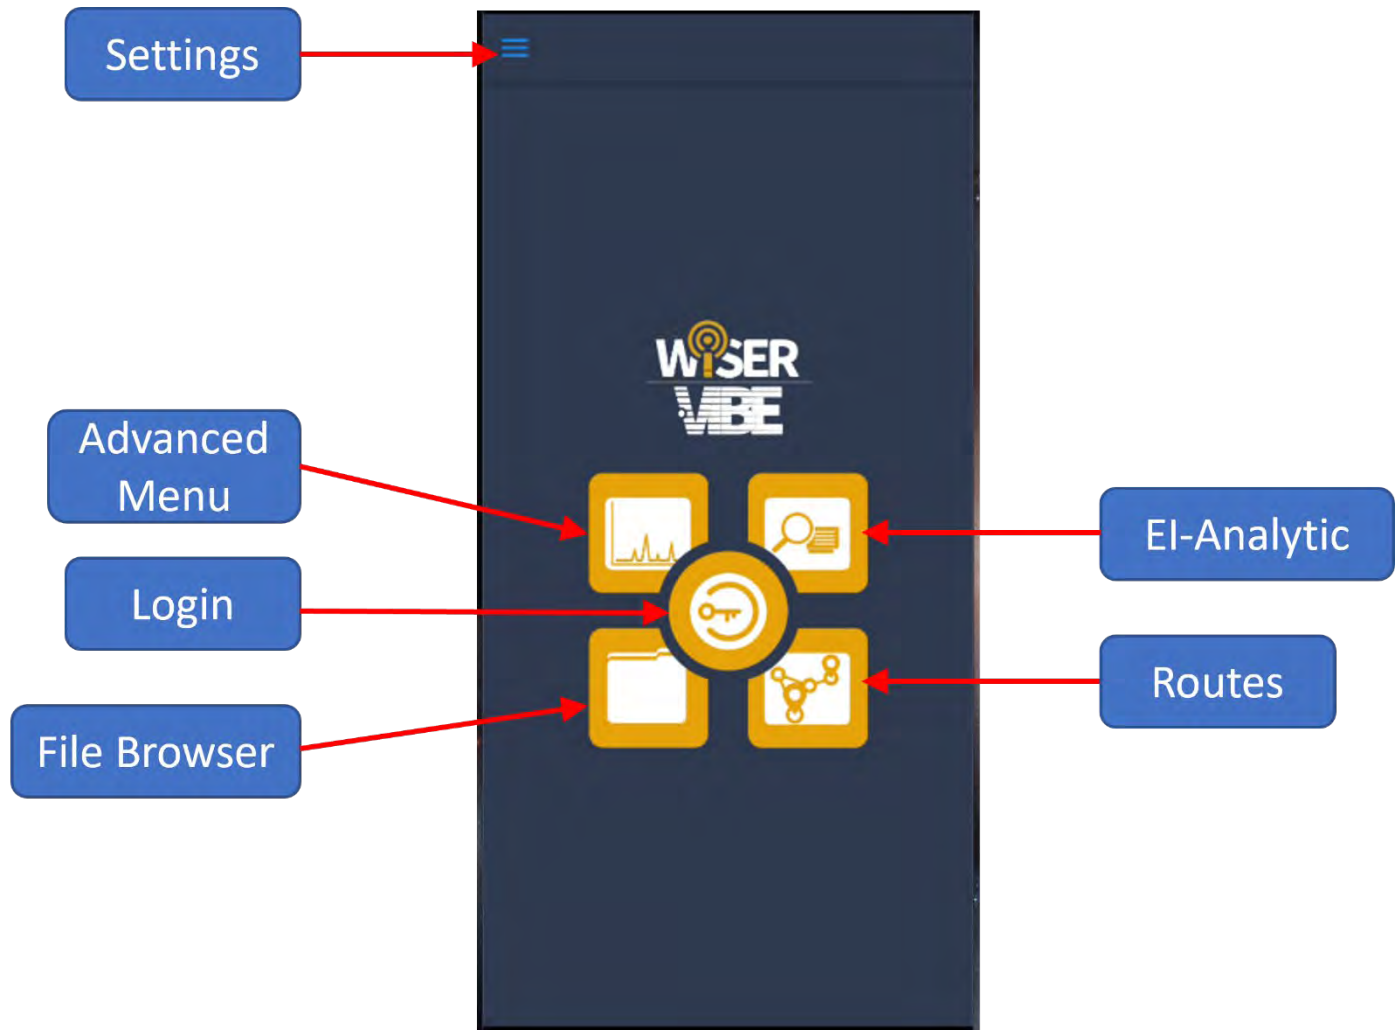 Settings
WiSER
VIBE
Advanced
Menu
Login
File Browser
EI-Analytic
Routes